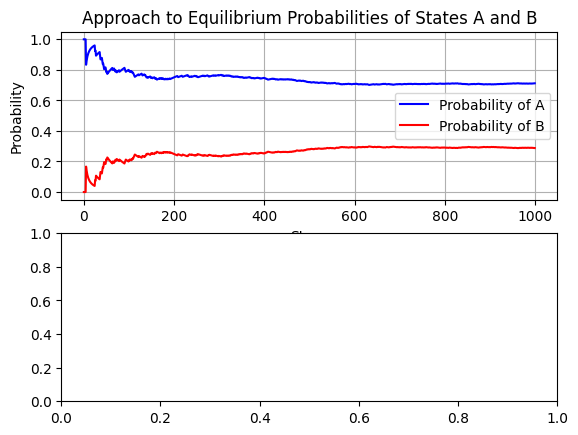 Approach to Equilibrium Probabilities of States A and B
Probability
1.0
0.8
0.6
0.4
0.2
0.0
Probability of A
Probability of B
0 200 400 600 800 1000
1.0
0.8
0.6
0.4
0.2
0.0
0.0 0.2 0.4 0.6 0.8 1.0